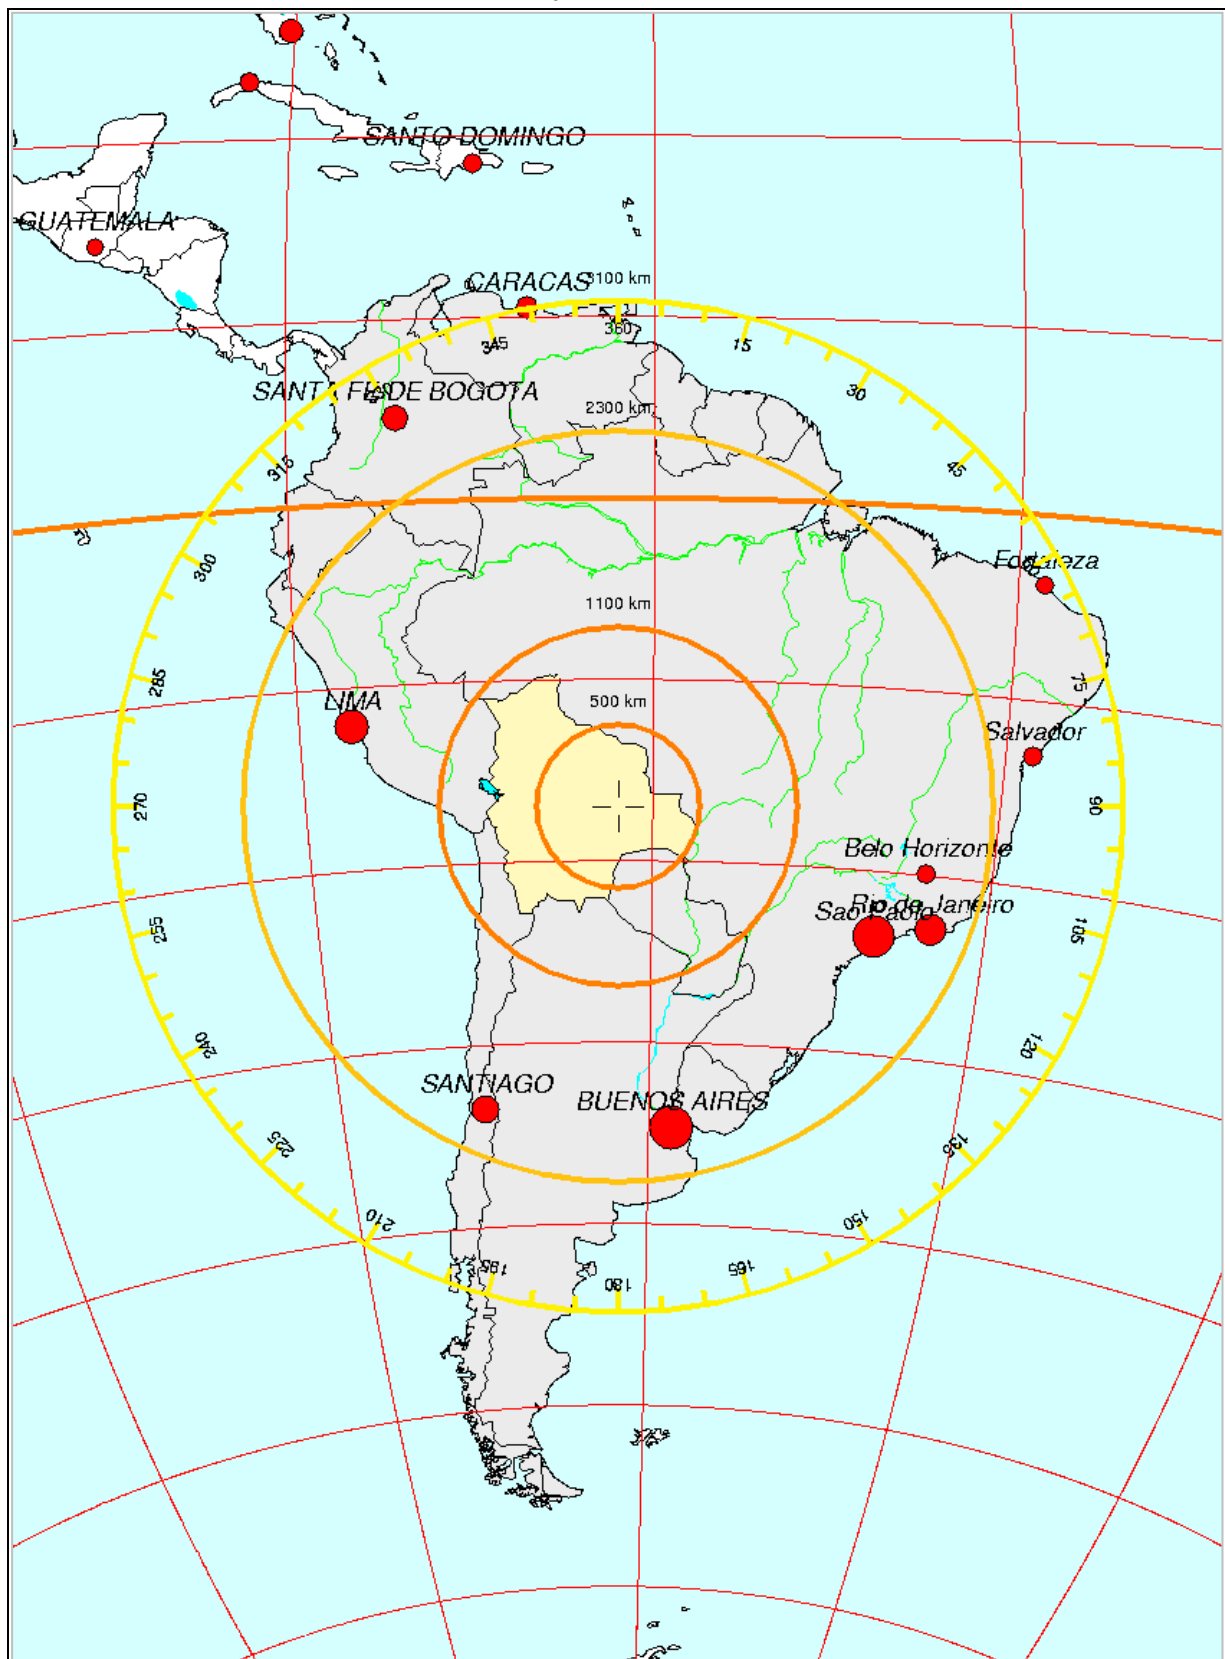 SANTO DOMINGO
GUATEMALA
CARACAS
3100 km
360
345
15
30
SANTA FE DE BOGOTA
2300 km
315
45
300
Fortaleza
1100 km
285
75
LIMA
500 km
Salvador
270
90
Belo Horizonte
Rio de Janeiro
Sao Paolo
255
105
240
120
SANTIAGO
BUENOS AIRES
225
135
210
150
195
165
180